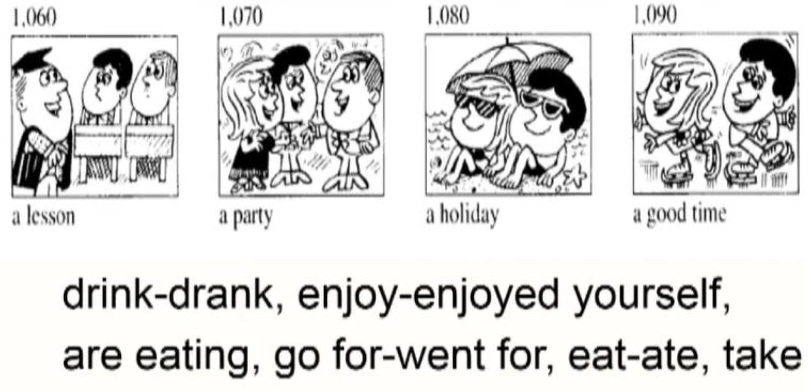 1,060
1,070
1,080
1,090
a lesson
a party
a holiday
a good time
drink-drank, enjoy-enjoyed yourself,
are eating, go for-went for, eat-ate, take